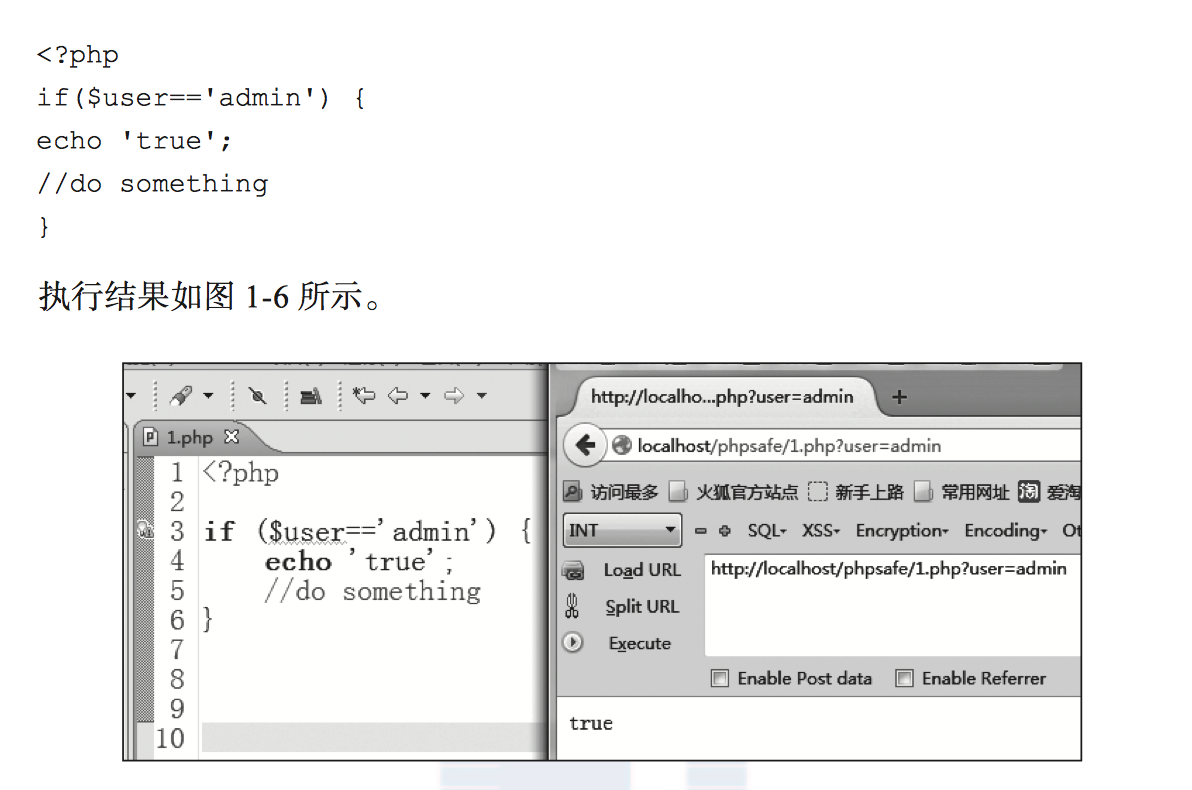 <?php
if($user=='admin') {
echo 'true';
//do something
}
执行结果如图 1-6 所示。
1.php
1 <?php
2
3 if ($user=='admin') {
4 echo 'true';
5 //do something
6 }
7
8
9
10
http://localho...php?user=admin +
localhost/phpsafe/1.php?user=admin
访问最多 火狐官方站点 新手上路 常用网址 淘 爱淘
INT SQL XSS Encryption Encoding Ot
Load URL http://localhost/phpsafe/1.php?user=admin
Split URL
Execute
Enable Post data Enable Referrer
true